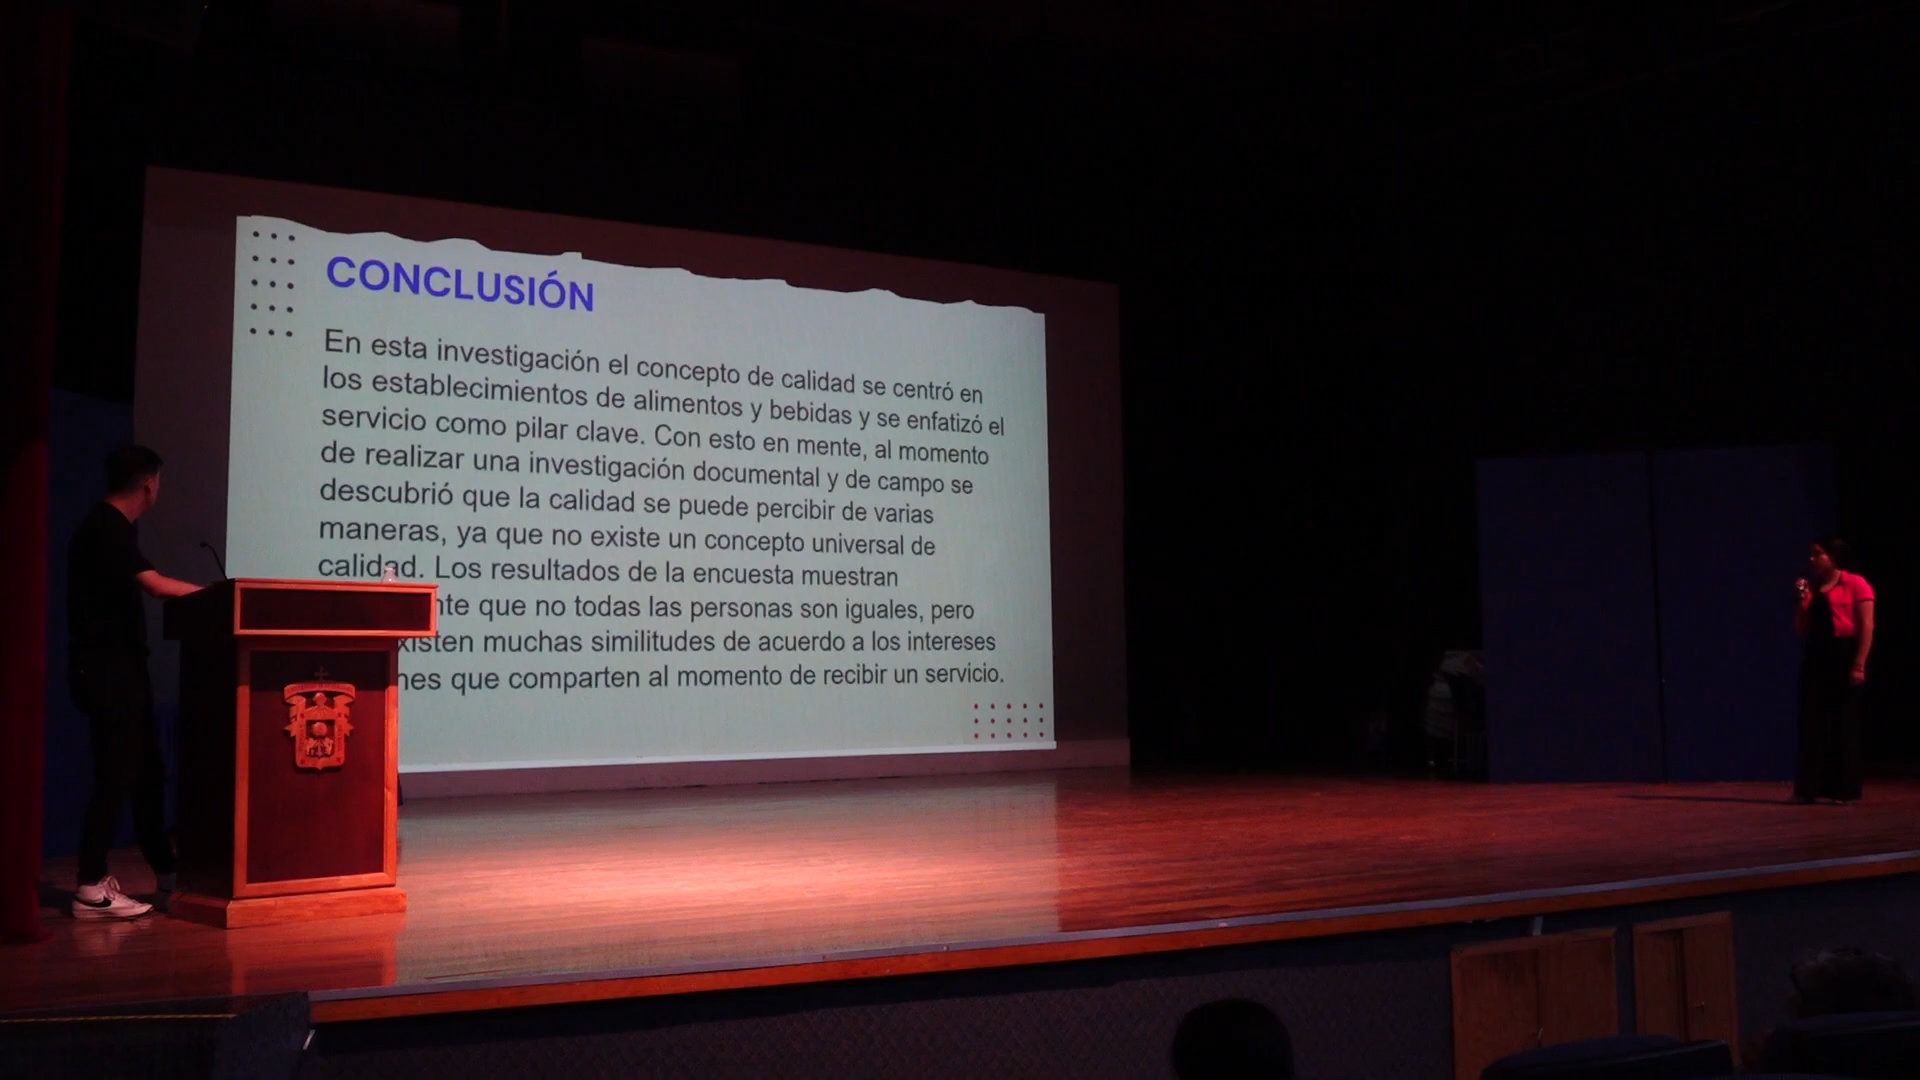 CONCLUSIÓN
En esta investigación el concepto de calidad se centró en
los establecimientos de alimentos y bebidas y se enfatizó el
servicio como pilar clave. Con esto en mente, al momento
de realizar una investigación documental y de campo se
descubrió que la calidad se puede percibir de varias
maneras, ya que no existe un concepto universal de
calidad. Los resultados de la encuesta muestran
que no todas las personas son iguales, pero
muchas similitudes de acuerdo a los intereses
que comparten al momento de recibir un servicio.